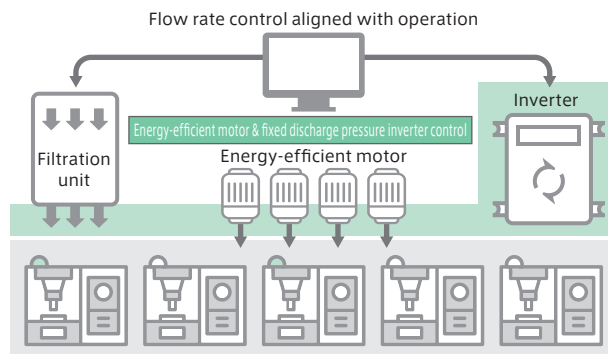 Flow rate control aligned with operation
Inverter
Energy-efficient motor & fixed discharge pressure inverter control
Energy-efficient motor
Filtration
unit